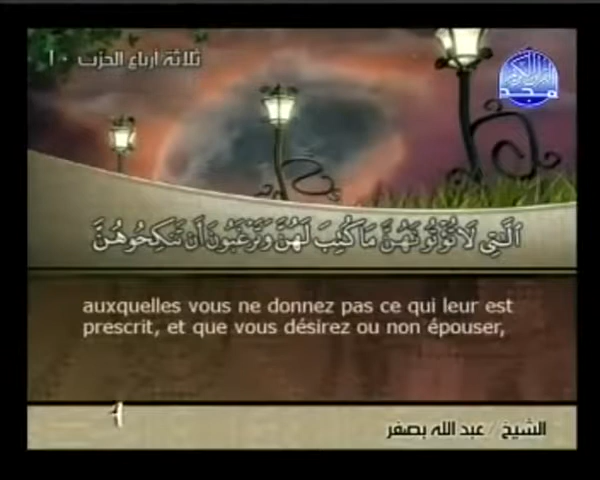 ثلاثة أرباع الحزب ١٠
مجد
ٱلَّـٰتِى لَا تُؤْتُونَهُنَّ مَا كُتِبَ لَهُنَّ وَتَرْغَبُونَ أَن تَنكِحُوهُنَّ
auxquelles vous ne donnez pas ce qui leur est
prescrit, et que vous désirez ou non épouser,
الشيخ / عبد الله بصفر